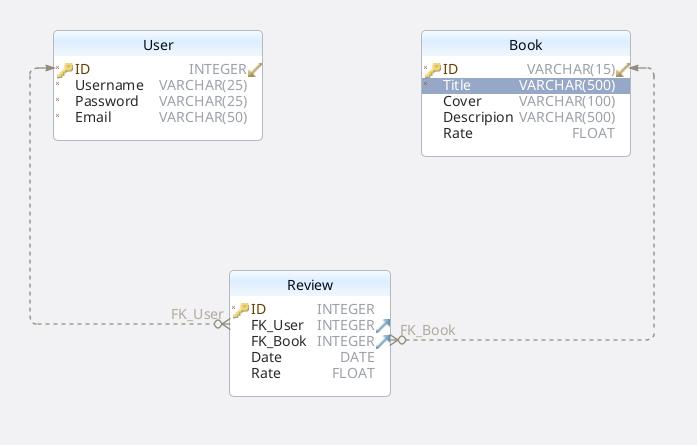 User
ID INTEGER
Username VARCHAR(25)
Password VARCHAR(25)
Email VARCHAR(50)
Book
ID VARCHAR(15)
Title VARCHAR(500)
Cover VARCHAR(100)
Descripion VARCHAR(500)
Rate FLOAT
Review
ID INTEGER
FK_User INTEGER
FK_Book INTEGER
Date DATE
Rate FLOAT
FK_User
FK_Book